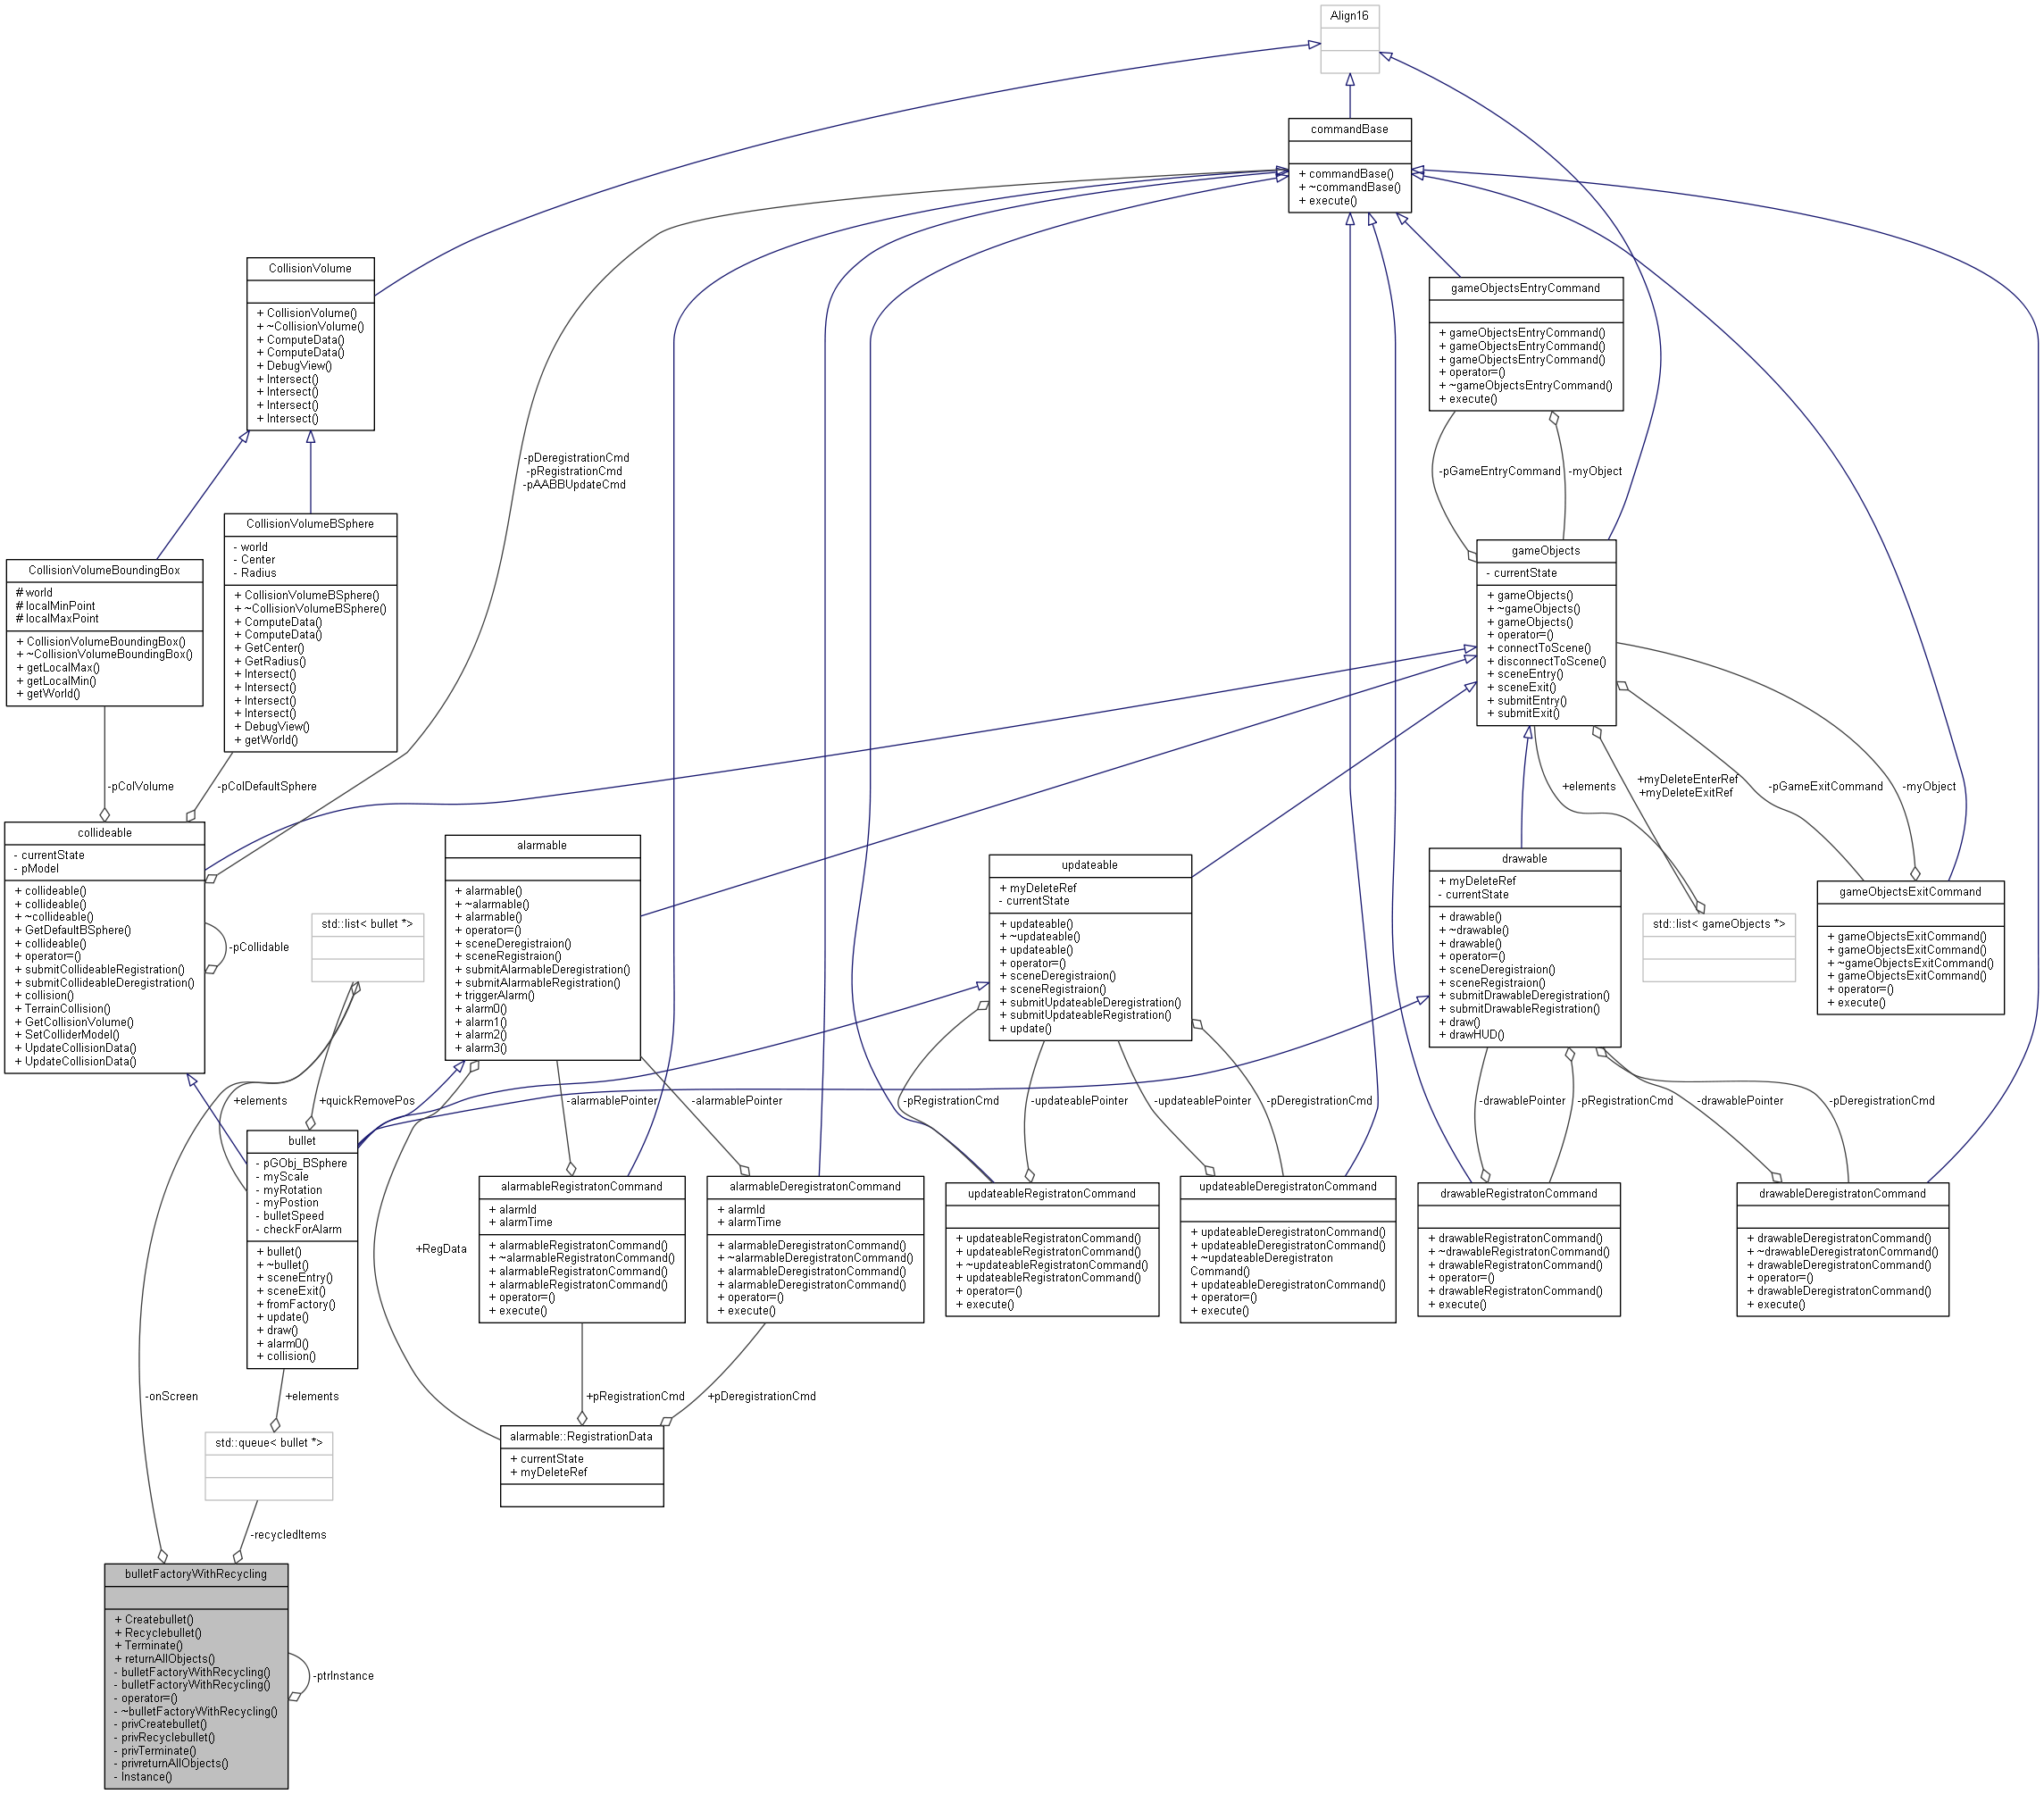 Align16
commandBase
+ commandBase()
+ ~commandBase()
+ execute()
CollisionVolume
+ CollisionVolume()
+ ~CollisionVolume()
+ ComputeData()
+ ComputeData()
+ DebugView()
+ Intersect()
+ Intersect()
+ Intersect()
+ Intersect()
gameObjectsEntryCommand
+ gameObjectsEntryCommand()
+ gameObjectsEntryCommand()
+ gameObjectsEntryCommand()
+ operator=()
+ ~gameObjectsEntryCommand()
+ execute()
-pDeregistrationCmd
-pRegistrationCmd
-pAABBUpdateCmd
-pGameEntryCommand
-myObject
CollisionVolumeBoundingBox
# world
# localMinPoint
# localMaxPoint
+ CollisionVolumeBoundingBox()
+ ~CollisionVolumeBoundingBox()
+ getLocalMax()
+ getLocalMin()
+ getWorld()
CollisionVolumeBSphere
- world
- Center
- Radius
+ CollisionVolumeBSphere()
+ ~CollisionVolumeBSphere()
+ ComputeData()
+ ComputeData()
+ GetCenter()
+ GetRadius()
+ Intersect()
+ Intersect()
+ Intersect()
+ Intersect()
+ DebugView()
+ getWorld()
gameObjects
- currentState
+ gameObjects()
+ ~gameObjects()
+ gameObjects()
+ operator=()
+ connectToScene()
+ disconnectToScene()
+ sceneEntry()
+ sceneExit()
+ submitEntry()
+ submitExit()
-pColVolume
-pColDefaultSphere
+elements
+myDeleteEnterRef
+myDeleteExitRef
-pGameExitCommand
-myObject
collideable
- currentState
- pModel
+ collideable()
+ collideable()
+ ~collideable()
+ GetDefaultBSphere()
+ collideable()
+ operator=()
+ submitCollideableRegistration()
+ submitCollideableDeregistration()
+ collision()
+ TerrainCollision()
+ GetCollisionVolume()
+ SetColliderModel()
+ UpdateCollisionData()
+ UpdateCollisionData()
-pCollidable
std::list< bullet *>
alarmable
+ alarmable()
+ ~alarmable()
+ alarmable()
+ operator=()
+ sceneDeregistraion()
+ sceneRegistraion()
+ submitAlarmableDeregistration()
+ submitAlarmableRegistration()
+ triggerAlarm()
+ alarm0()
+ alarm1()
+ alarm2()
+ alarm3()
updateable
+ myDeleteRef
- currentState
+ updateable()
+ ~updateable()
+ updateable()
+ operator=()
+ sceneDeregistraion()
+ sceneRegistraion()
+ submitUpdateableDeregistration()
+ submitUpdateableRegistration()
+ update()
drawable
+ myDeleteRef
- currentState
+ drawable()
+ ~drawable()
+ drawable()
+ operator=()
+ sceneDeregistraion()
+ sceneRegistraion()
+ submitDrawableDeregistration()
+ submitDrawableRegistration()
+ draw()
+ drawHUD()
std::list< gameObjects *>
gameObjectsExitCommand
+ gameObjectsExitCommand()
+ gameObjectsExitCommand()
+ ~gameObjectsExitCommand()
+ gameObjectsExitCommand()
+ operator=()
+ execute()
+elements
+quickRemovePos
-alarmablePointer
-alarmablePointer
-pRegistrationCmd
-updateablePointer
-updateablePointer
-pDeregistrationCmd
-drawablePointer
-pRegistrationCmd
-drawablePointer
-pDeregistrationCmd
bullet
- pGObj_BSphere
- myScale
- myRotation
- myPostion
- bulletSpeed
- checkForAlarm
+ bullet()
+ ~bullet()
+ sceneEntry()
+ sceneExit()
+ fromFactory()
+ update()
+ draw()
+ alarm0()
+ collision()
+RegData
alarmableRegistratonCommand
+ alarmId
+ alarmTime
+ alarmableRegistratonCommand()
+ ~alarmableRegistratonCommand()
+ alarmableRegistratonCommand()
+ alarmableRegistratonCommand()
+ operator=()
+ execute()
alarmableDeregistratonCommand
+ alarmId
+ alarmTime
+ alarmableDeregistratonCommand()
+ ~alarmableDeregistratonCommand()
+ alarmableDeregistratonCommand()
+ alarmableDeregistratonCommand()
+ operator=()
+ execute()
updateableRegistratonCommand
+ updateableRegistratonCommand()
+ updateableRegistratonCommand()
+ ~updateableRegistratonCommand()
+ updateableRegistratonCommand()
+ operator=()
+ execute()
updateableDeregistratonCommand
+ updateableDeregistratonCommand()
+ updateableDeregistratonCommand()
+ ~updateableDeregistraton
Command()
+ updateableDeregistratonCommand()
+ operator=()
+ execute()
drawableRegistratonCommand
+ drawableRegistratonCommand()
+ ~drawableRegistratonCommand()
+ drawableRegistratonCommand()
+ operator=()
+ drawableRegistratonCommand()
+ execute()
drawableDeregistratonCommand
+ drawableDeregistratonCommand()
+ ~drawableDeregistratonCommand()
+ drawableDeregistratonCommand()
+ operator=()
+ drawableDeregistratonCommand()
+ execute()
-onScreen
+elements
+pRegistrationCmd
+pDeregistrationCmd
std::queue< bullet *>
alarmable::RegistrationData
+ currentState
+ myDeleteRef
-recycledItems
bulletFactoryWithRecycling
+ Createbullet()
+ Recyclebullet()
+ Terminate()
+ returnAllObjects()
- bulletFactoryWithRecycling()
- bulletFactoryWithRecycling()
- operator=()
- ~bulletFactoryWithRecycling()
- privCreatebullet()
- privRecyclebullet()
- privTerminate()
- privreturnAllObjects()
- Instance()
-ptrInstance